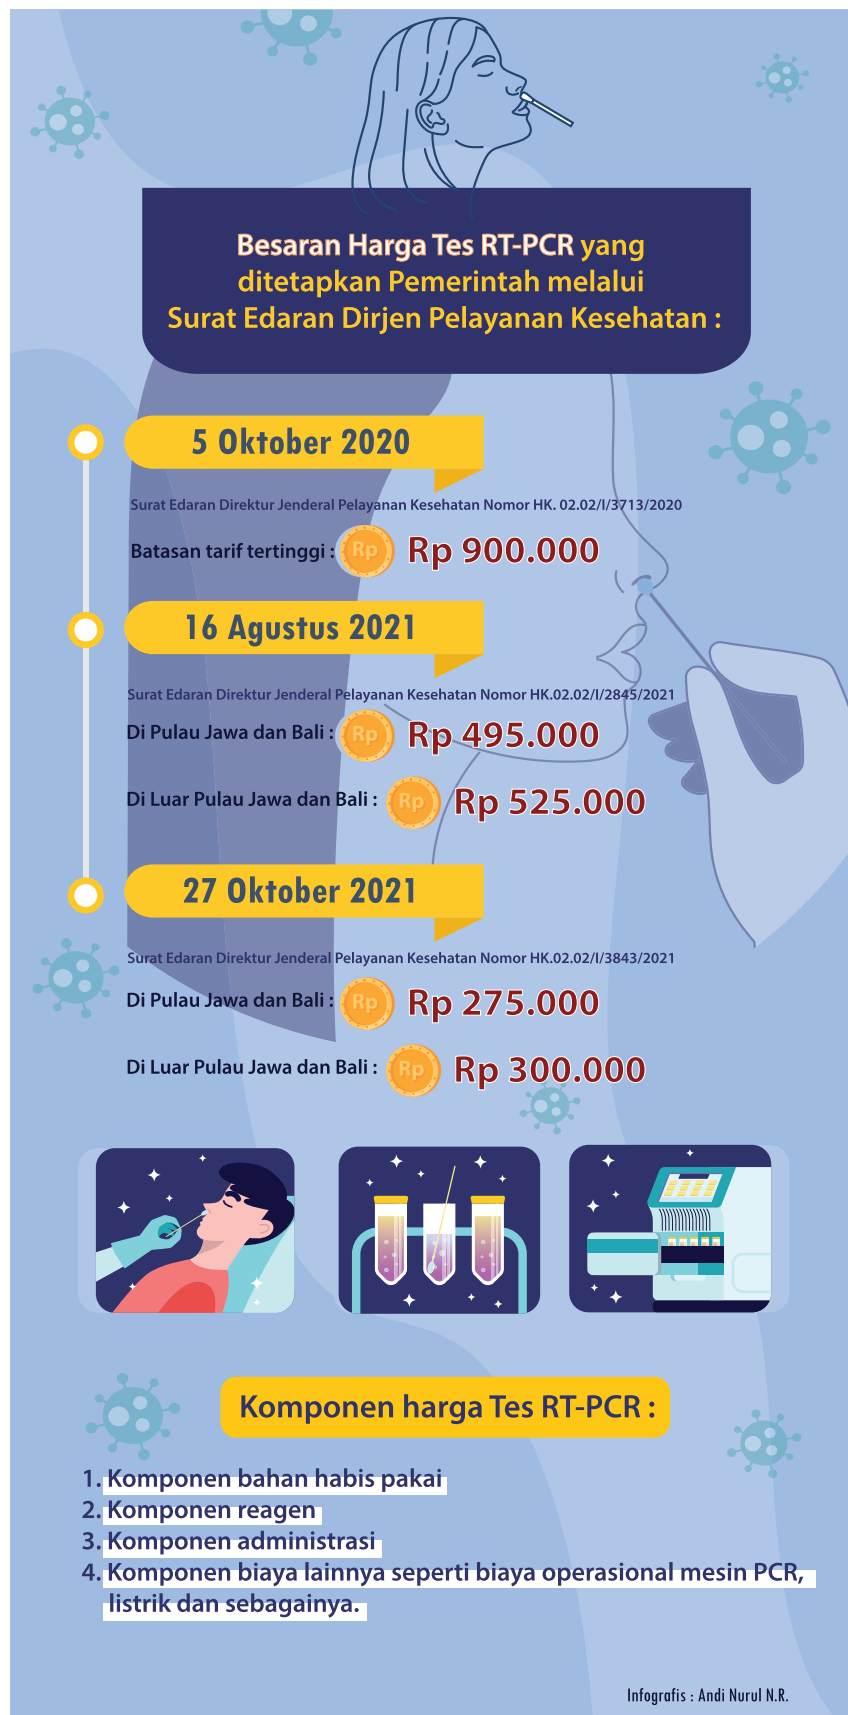 Besaran Harga Tes RT-PCR yang
ditetapkan Pemerintah melalui
Surat Edaran Dirjen Pelayanan Kesehatan :
5 Oktober 2020
Surat Edaran Direktur Jenderal Pelayanan Kesehatan Nomor HK. 02.02/I/3713/2020
Batasan tarif tertinggi : Rp Rp 900.000
16 Agustus 2021
Surat Edaran Direktur Jenderal Pelayanan Kesehatan Nomor HK.02.02/I/2845/2021
Di Pulau Jawa dan Bali : Rp Rp 495.000
Di Luar Pulau Jawa dan Bali : Rp Rp 525.000
27 Oktober 2021
Surat Edaran Direktur Jenderal Pelayanan Kesehatan Nomor HK.02.02/I/3843/2021
Di Pulau Jawa dan Bali : Rp Rp 275.000
Di Luar Pulau Jawa dan Bali : Rp Rp 300.000
Komponen harga Tes RT-PCR :
1. Komponen bahan habis pakai
2. Komponen reagen
3. Komponen administrasi
4. Komponen biaya lainnya seperti biaya operasional mesin PCR,
listrik dan sebagainya.
Infografis : Andi Nurul N.R.